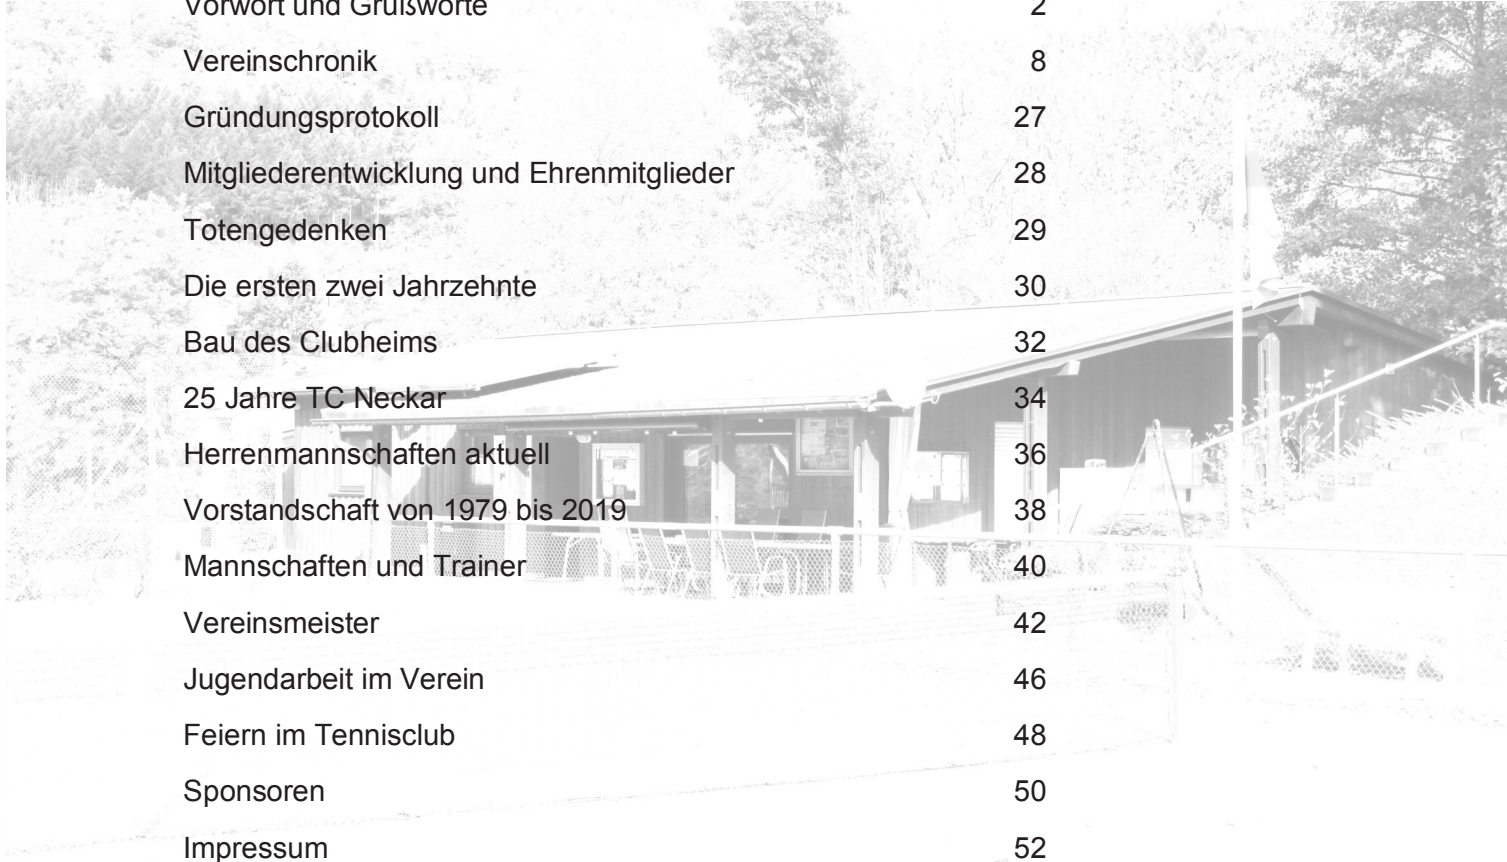 Vorwort und Grußworte 2
Vereinschronik 8
Gründungsprotokoll 27
Mitgliederentwicklung und Ehrenmitglieder 28
Totengedenken 29
Die ersten zwei Jahrzehnte 30
Bau des Clubheims 32
25 Jahre TC Neckar 34
Herrenmannschaften aktuell 36
Vorstandschaft von 1979 bis 2019 38
Mannschaften und Trainer 40
Vereinsmeister 42
Jugendarbeit im Verein 46
Feiern im Tennisclub 48
Sponsoren 50
Impressum 52